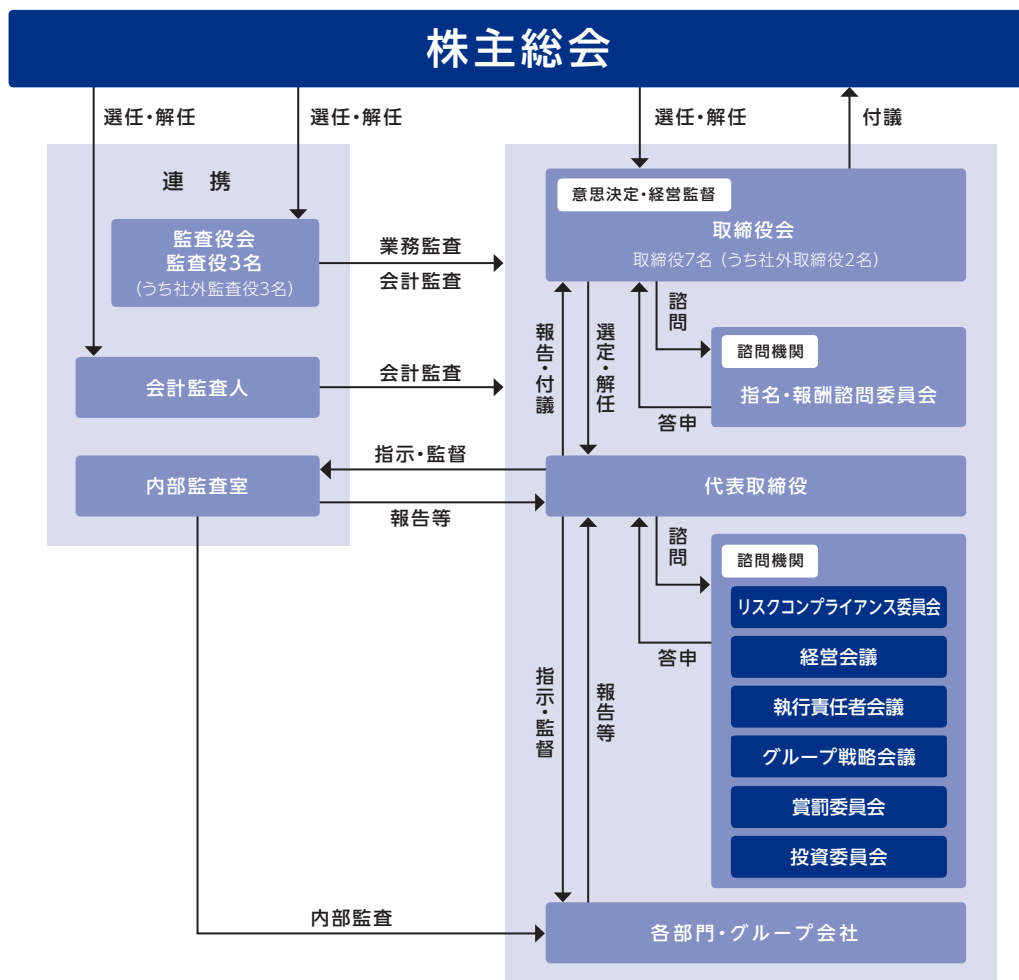 株主総会
選任・解任
選任・解任
選任・解任
付議
連 携
監査役会
監査役3名
(うち社外監査役3名)
業務監査
会計監査
意思決定・経営監督
取締役会
取締役7名 (うち社外取締役2名)
諮問
報告・付議
選定・解任
諮問機関
指名・報酬諮問委員会
答申
会計監査人
会計監査
指示・監督
内部監査室
報告等
代表取締役
諮問
諮問機関
リスクコンプライアンス委員会
経営会議
執行責任者会議
グループ戦略会議
賞罰委員会
投資委員会
答申
指示・監督
報告等
内部監査
各部門・グループ会社